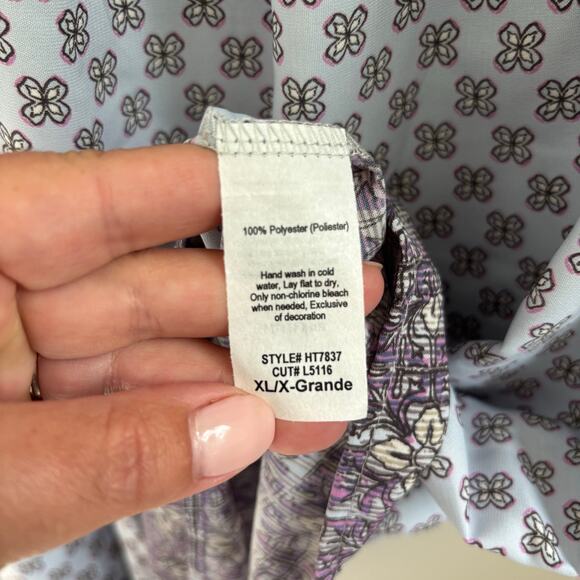 100% Polyester (Poliester)
Hand wash in cold
water, Lay flat to dry,
Only non-chlorine bleach
when needed, Exclusive
of decoration
STYLE# HT7837
CUT# L5116
XL/X-Grande